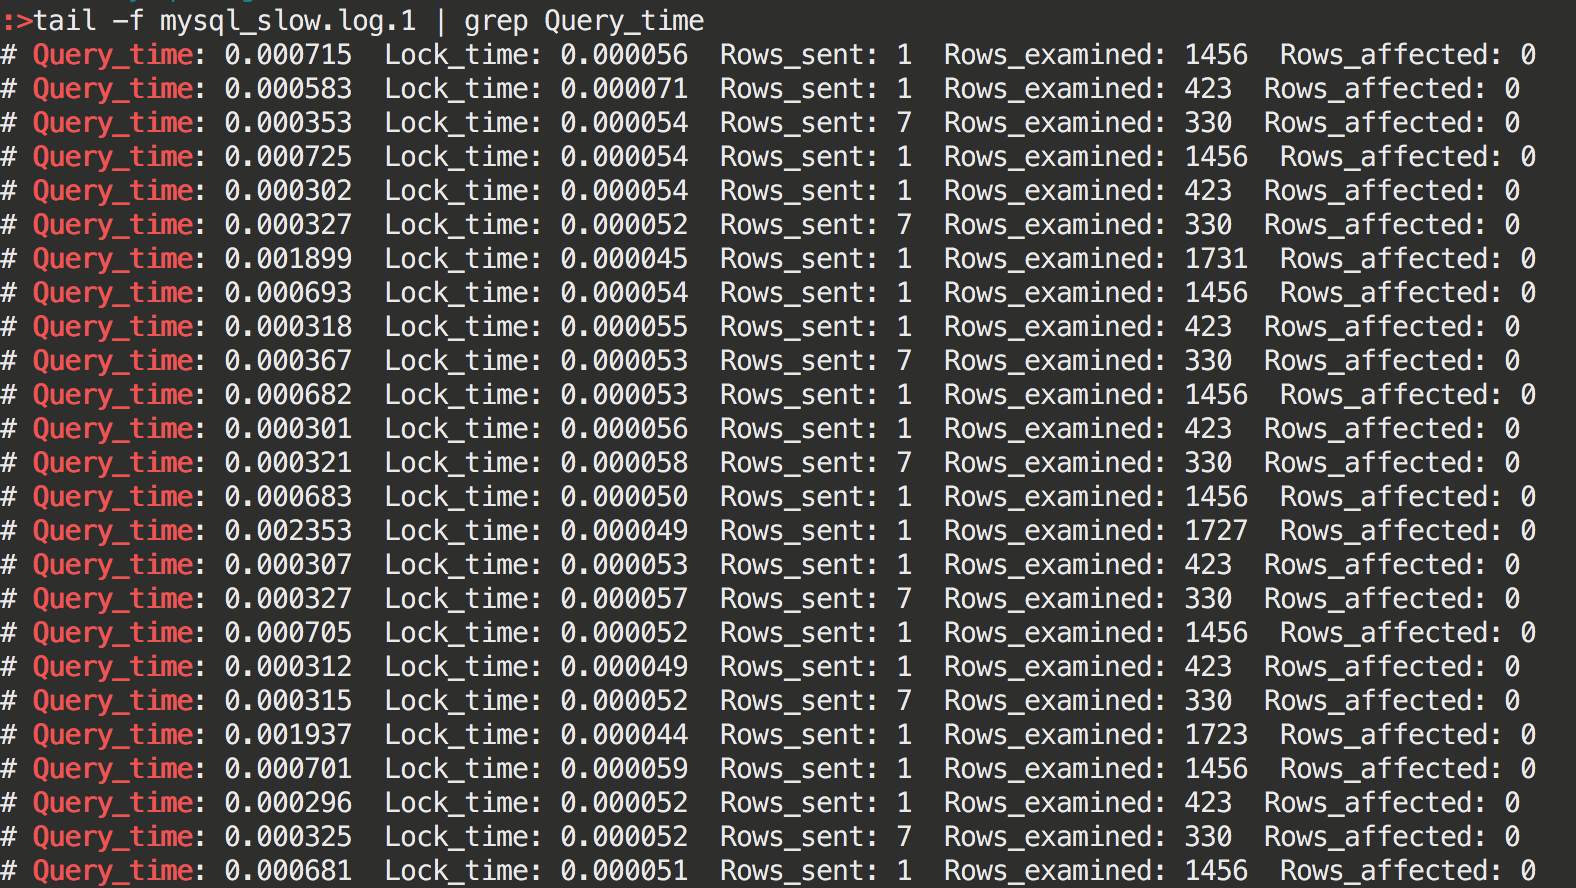 :>tail -f mysql_slow.log.1 | grep Query_time
# Query_time: 0.000715  Lock_time: 0.000056  Rows_sent: 1  Rows_examined: 1456  Rows_affected: 0
# Query_time: 0.000583  Lock_time: 0.000071  Rows_sent: 1  Rows_examined: 423  Rows_affected: 0
# Query_time: 0.000353  Lock_time: 0.000054  Rows_sent: 7  Rows_examined: 330  Rows_affected: 0
# Query_time: 0.000725  Lock_time: 0.000054  Rows_sent: 1  Rows_examined: 1456  Rows_affected: 0
# Query_time: 0.000302  Lock_time: 0.000054  Rows_sent: 1  Rows_examined: 423  Rows_affected: 0
# Query_time: 0.000327  Lock_time: 0.000052  Rows_sent: 7  Rows_examined: 330  Rows_affected: 0
# Query_time: 0.001899  Lock_time: 0.000045  Rows_sent: 1  Rows_examined: 1731  Rows_affected: 0
# Query_time: 0.000693  Lock_time: 0.000054  Rows_sent: 1  Rows_examined: 1456  Rows_affected: 0
# Query_time: 0.000318  Lock_time: 0.000055  Rows_sent: 1  Rows_examined: 423  Rows_affected: 0
# Query_time: 0.000367  Lock_time: 0.000053  Rows_sent: 7  Rows_examined: 330  Rows_affected: 0
# Query_time: 0.000682  Lock_time: 0.000053  Rows_sent: 1  Rows_examined: 1456  Rows_affected: 0
# Query_time: 0.000301  Lock_time: 0.000056  Rows_sent: 1  Rows_examined: 423  Rows_affected: 0
# Query_time: 0.000321  Lock_time: 0.000058  Rows_sent: 7  Rows_examined: 330  Rows_affected: 0
# Query_time: 0.000683  Lock_time: 0.000050  Rows_sent: 1  Rows_examined: 1456  Rows_affected: 0
# Query_time: 0.002353  Lock_time: 0.000049  Rows_sent: 1  Rows_examined: 1727  Rows_affected: 0
# Query_time: 0.000307  Lock_time: 0.000053  Rows_sent: 1  Rows_examined: 423  Rows_affected: 0
# Query_time: 0.000327  Lock_time: 0.000057  Rows_sent: 7  Rows_examined: 330  Rows_affected: 0
# Query_time: 0.000705  Lock_time: 0.000052  Rows_sent: 1  Rows_examined: 1456  Rows_affected: 0
# Query_time: 0.000312  Lock_time: 0.000049  Rows_sent: 1  Rows_examined: 423  Rows_affected: 0
# Query_time: 0.000315  Lock_time: 0.000052  Rows_sent: 7  Rows_examined: 330  Rows_affected: 0
# Query_time: 0.001937  Lock_time: 0.000044  Rows_sent: 1  Rows_examined: 1723  Rows_affected: 0
# Query_time: 0.000701  Lock_time: 0.000059  Rows_sent: 1  Rows_examined: 1456  Rows_affected: 0
# Query_time: 0.000296  Lock_time: 0.000052  Rows_sent: 1  Rows_examined: 423  Rows_affected: 0
# Query_time: 0.000325  Lock_time: 0.000052  Rows_sent: 7  Rows_examined: 330  Rows_affected: 0
# Query_time: 0.000681  Lock_time: 0.000051  Rows_sent: 1  Rows_examined: 1456  Rows_affected: 0